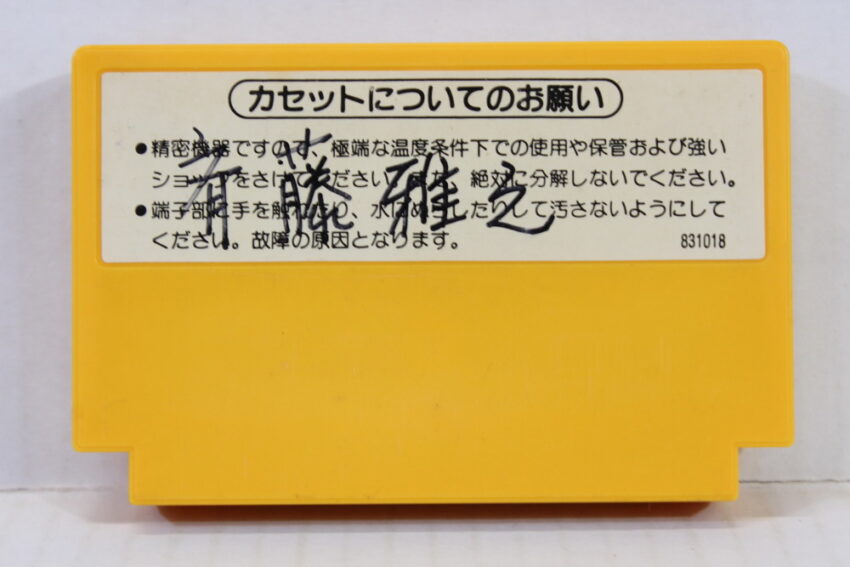 カセットについてのお願い
●精密機器ですので、極端な温度条件下での使用や保管および強い
ショックをさけてください。また、絶対に分解しないでください。
●端子部に手を触れたり、水にぬらしたりして汚さないようにして
ください。故障の原因となります。
831018
斉藤雅之